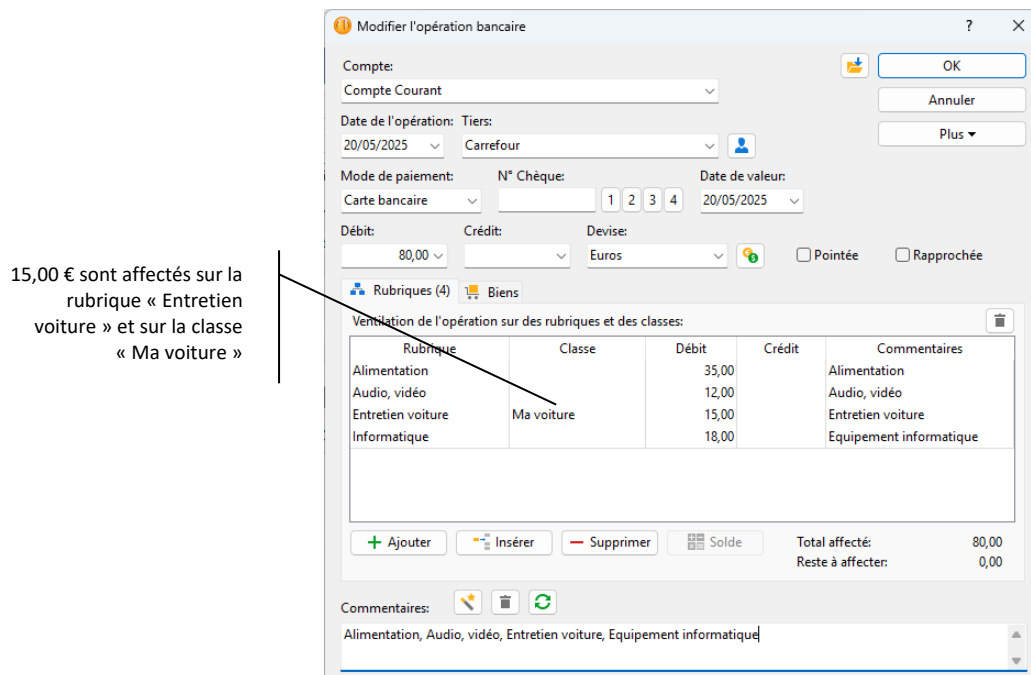 Modifier l'opération bancaire
?
Compte:
OK
Compte Courant
Annuler
Date de l'opération: Tiers:
Plus
20/05/2025 Carrefour
Mode de paiement: N° Chèque: Date de valeur:
Carte bancaire 1 2 3 4 20/05/2025
Débit: Crédit: Devise:
80,00 Euros Pointée Rapprochée
15,00 € sont affectés sur la
rubrique « Entretien
voiture » et sur la classe
« Ma voiture »
Rubriques (4) Biens
Ventilation de l'opération sur des rubriques et des classes:
Rubrique Classe Débit Crédit Commentaires
Alimentation 35,00 Alimentation
Audio, vidéo 12,00 Audio, vidéo
Entretien voiture Ma voiture 15,00 Entretien voiture
Informatique 18,00 Equipement informatique
Ajouter Insérer Supprimer Solde Total affecté: 80,00
Reste à affecter: 0,00
Commentaires:
Alimentation, Audio, vidéo, Entretien voiture, Equipement informatique